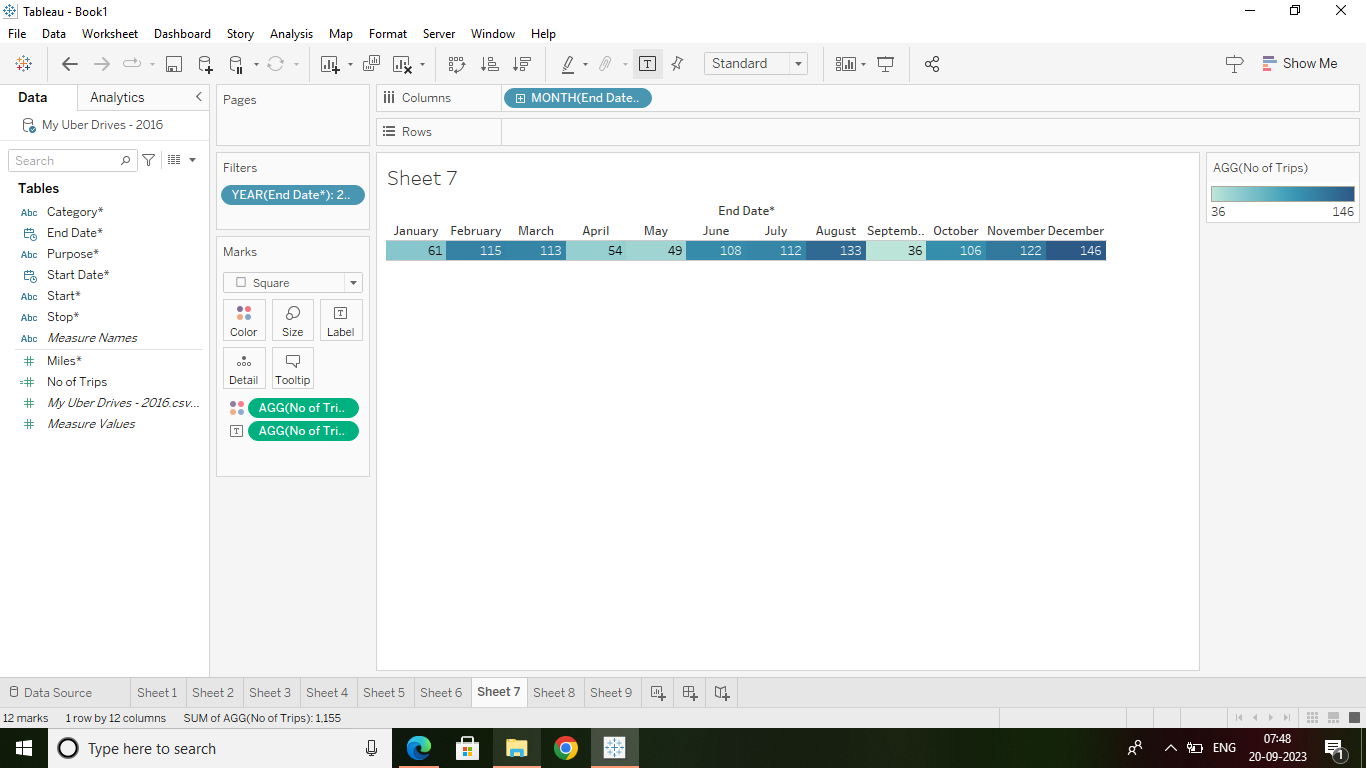 Tableau - Book1
File Data Worksheet Dashboard Story Analysis Map Format Server Window Help
Standard
Show Me
Data Analytics
My Uber Drives - 2016
Search
Tables
Abc Category*
End Date*
Abc Purpose*
Start Date*
Abc Start*
Abc Stop*
Abc Measure Names
Miles*
No of Trips
My Uber Drives - 2016.csv...
Measure Values
Pages
Filters
YEAR(End Date*): 2..
Marks
Square
Color Size Label
Detail Tooltip
AGG(No of Tri..
AGG(No of Tri..
Columns MONTH(End Date..
Rows
Sheet 7
End Date*
January February March April May June July August Septemb.. October November December
61 115 113 54 49 108 112 133 36 106 122 146
AGG(No of Trips)
36 146
Data Source Sheet 1 Sheet 2 Sheet 3 Sheet 4 Sheet 5 Sheet 6 Sheet 7 Sheet 8 Sheet 9
12 marks 1 row by 12 columns SUM of AGG(No of Trips): 1,155
Type here to search
ENG
07:48
20-09-2023
1